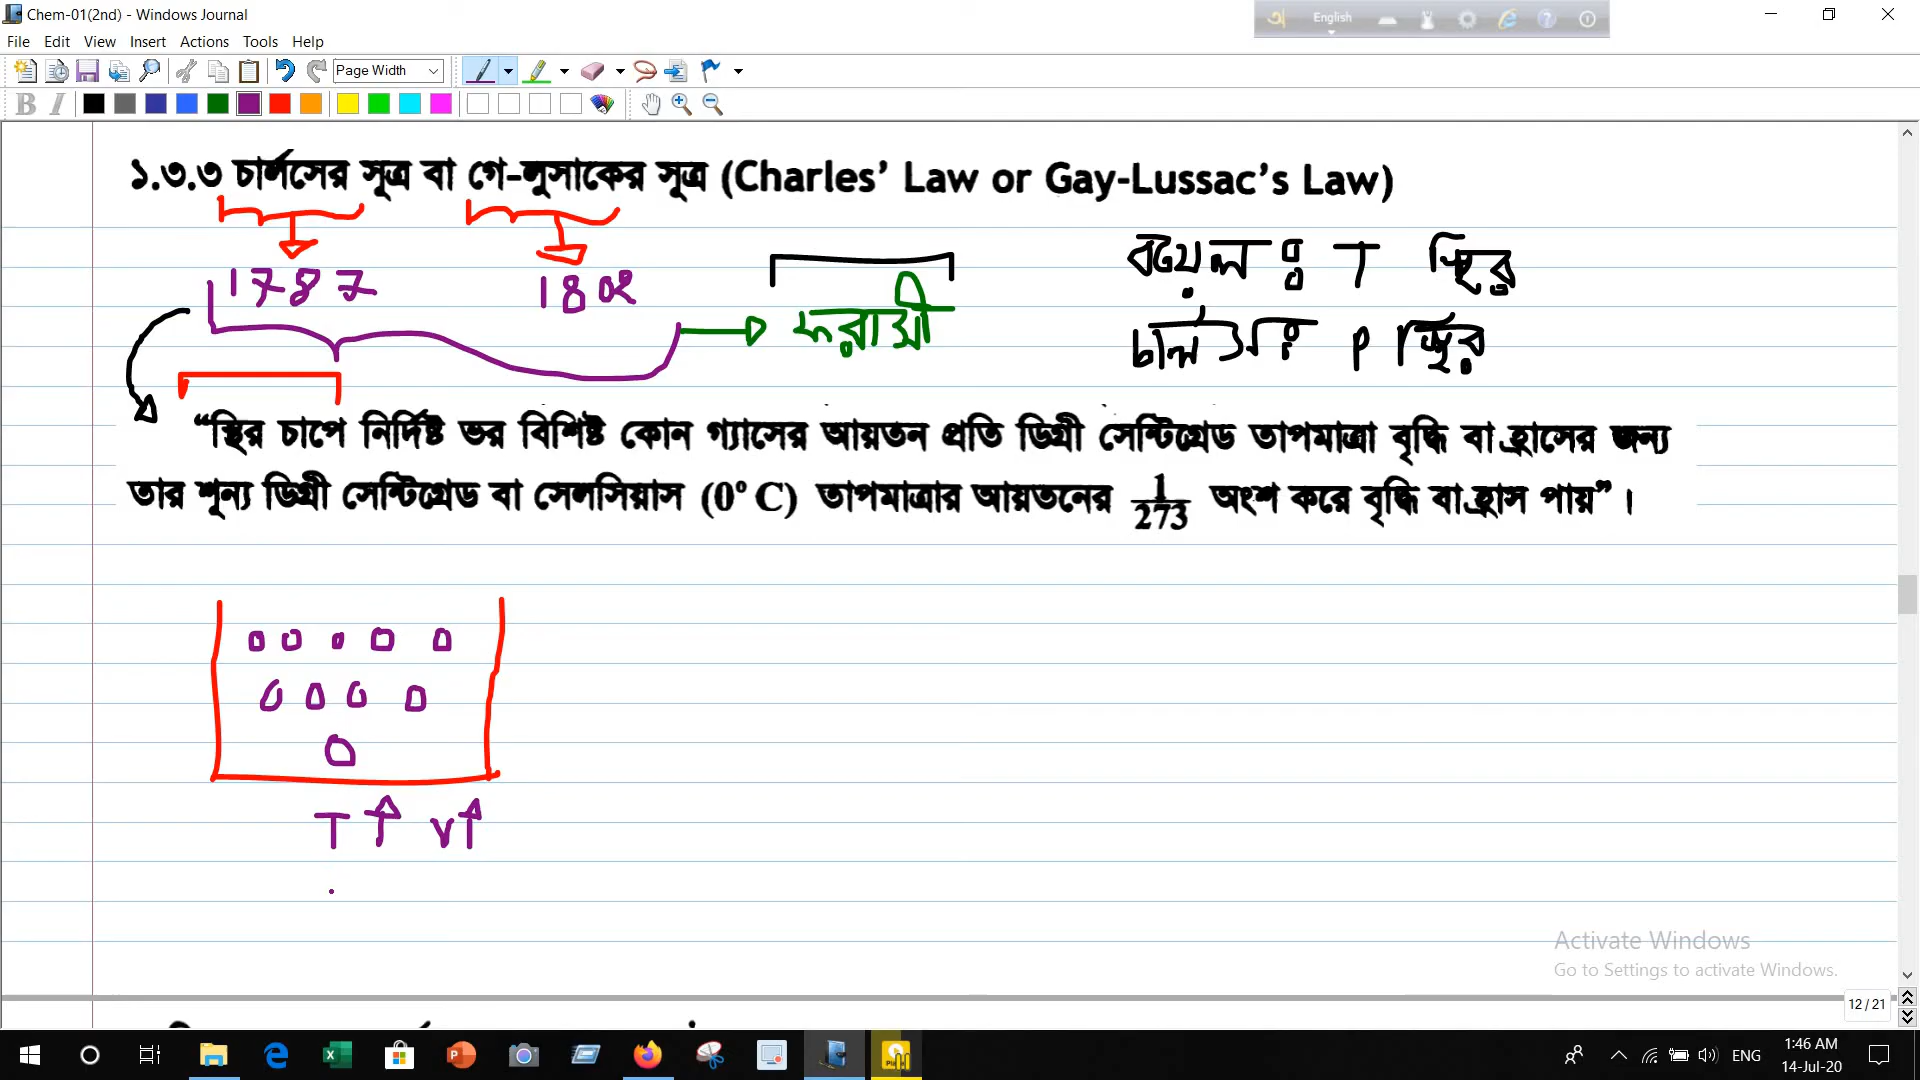 Chem-01(2nd) - Windows Journal
English
File Edit View Insert Actions Tools Help
Page Width
B I
১.৩.৩ চার্লসের সূত্র বা গে-লুসাকের সূত্র (Charles' Law or Gay-Lussac's Law)
1787 1802
ফরাসী
বয়েল ঃ T স্থির
চার্লস ঃ P স্থির
“স্থির চাপে নির্দিষ্ট ভর বিশিষ্ট কোন গ্যাসের আয়তন প্রতি ডিগ্রী সেন্টিগ্রেড তাপমাত্রা বৃদ্ধি বা হ্রাসের জন্য
তার শূন্য ডিগ্রী সেন্টিগ্রেড বা সেলসিয়াস (0° C) তাপমাত্রার আয়তনের 1/273 অংশ করে বৃদ্ধি বা হ্রাস পায়”।
T↑ V↑
Activate Windows
Go to Settings to activate Windows.
12 / 21
ENG
1:46 AM
14-Jul-20